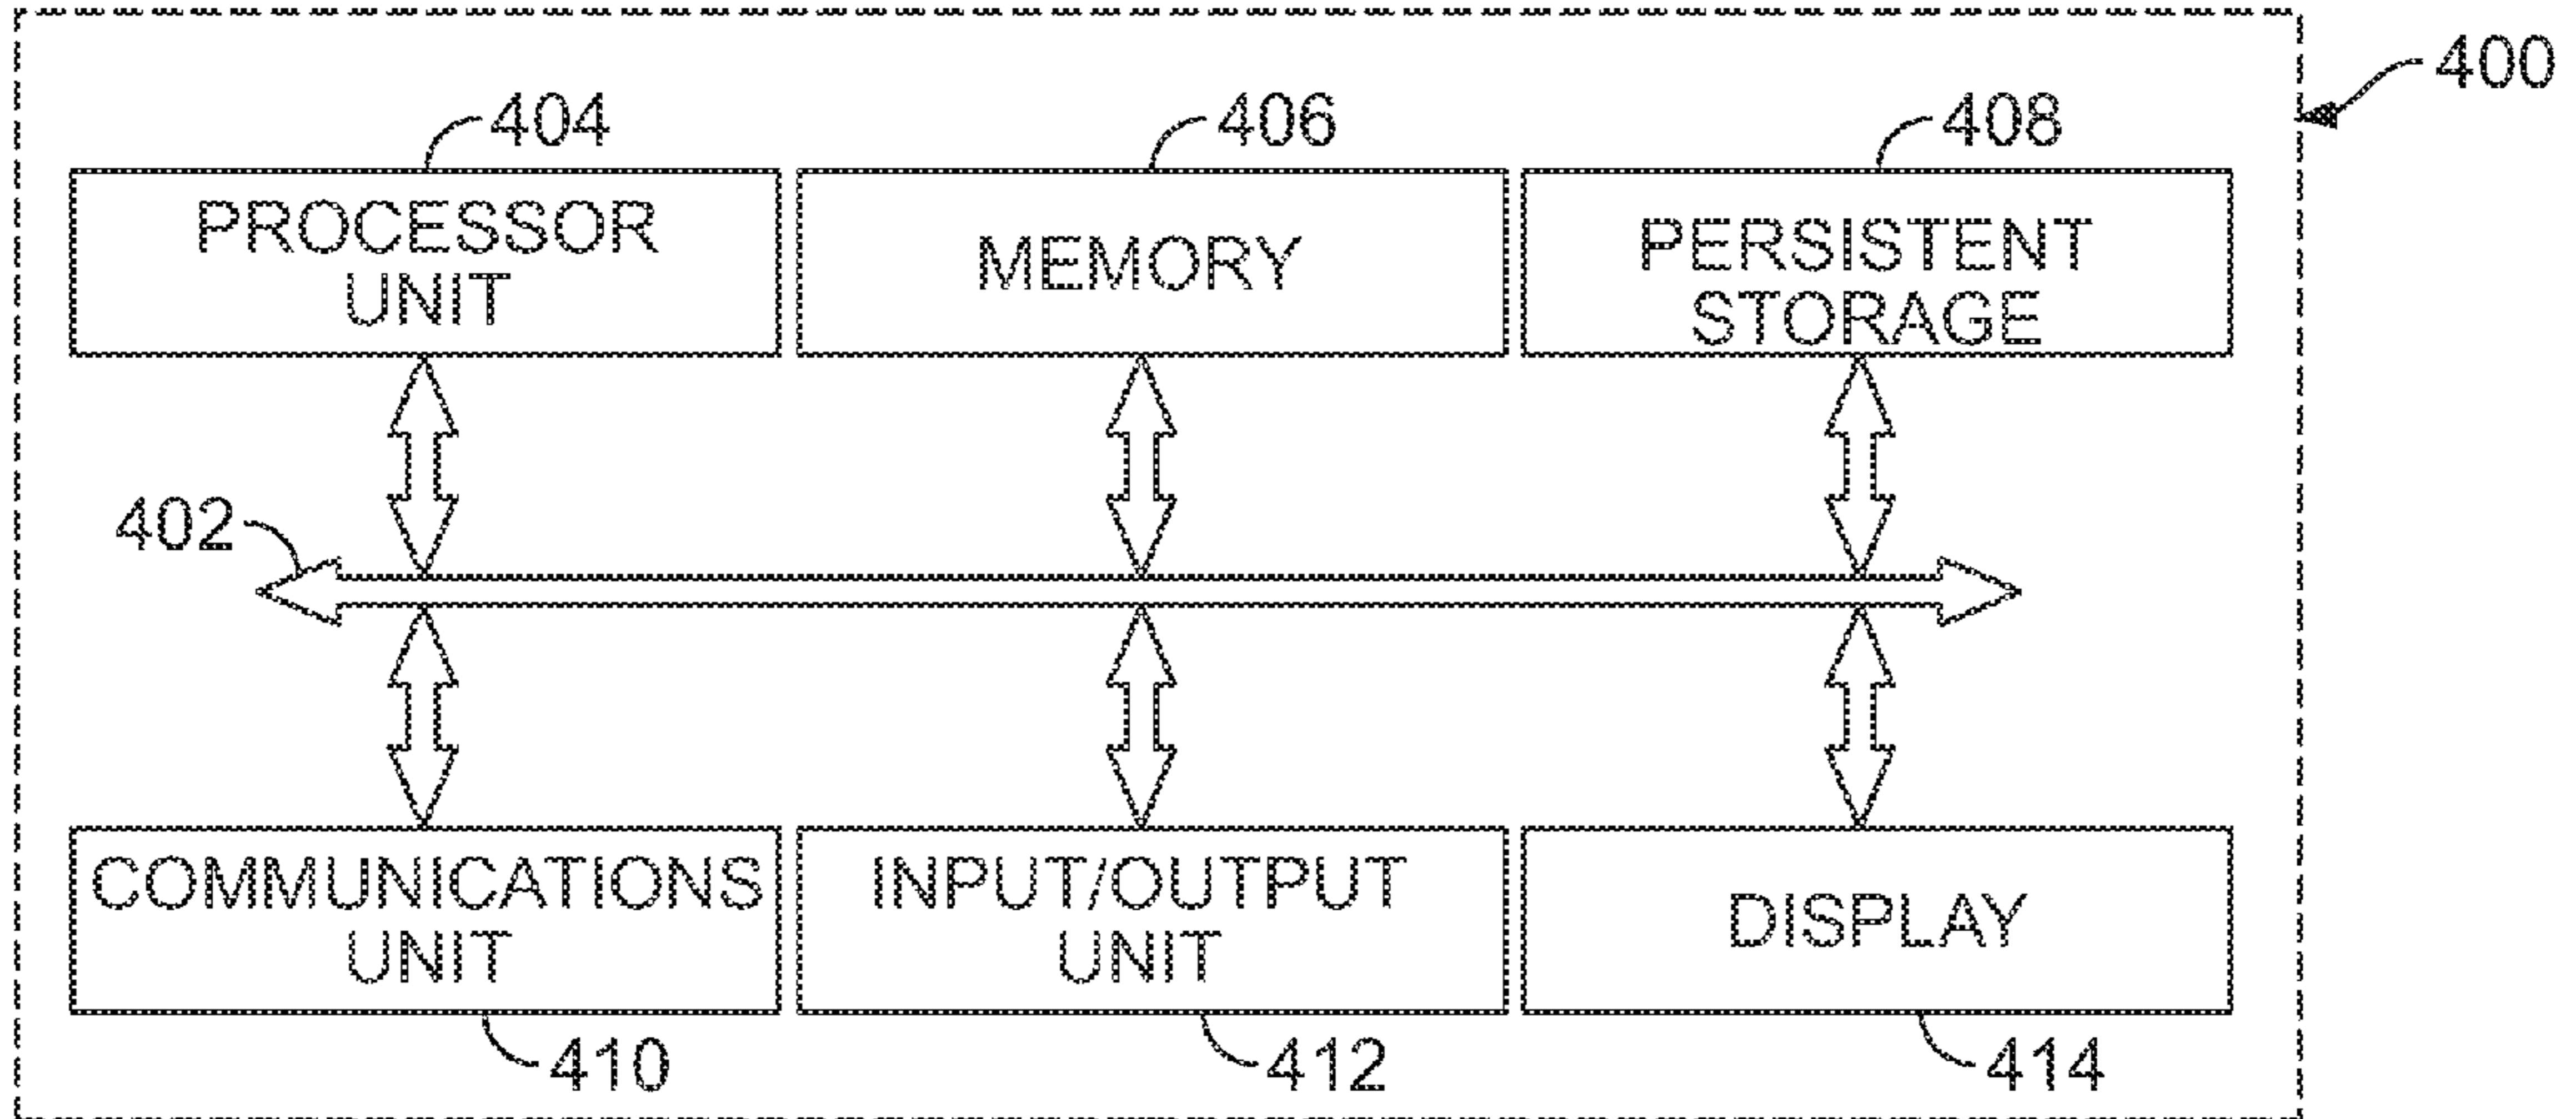 400
404
406
408
PROCESSOR
UNIT
MEMORY
PERSISTENT
STORAGE
402
COMMUNICATIONS
UNIT
INPUT/OUTPUT
UNIT
DISPLAY
410
412
414